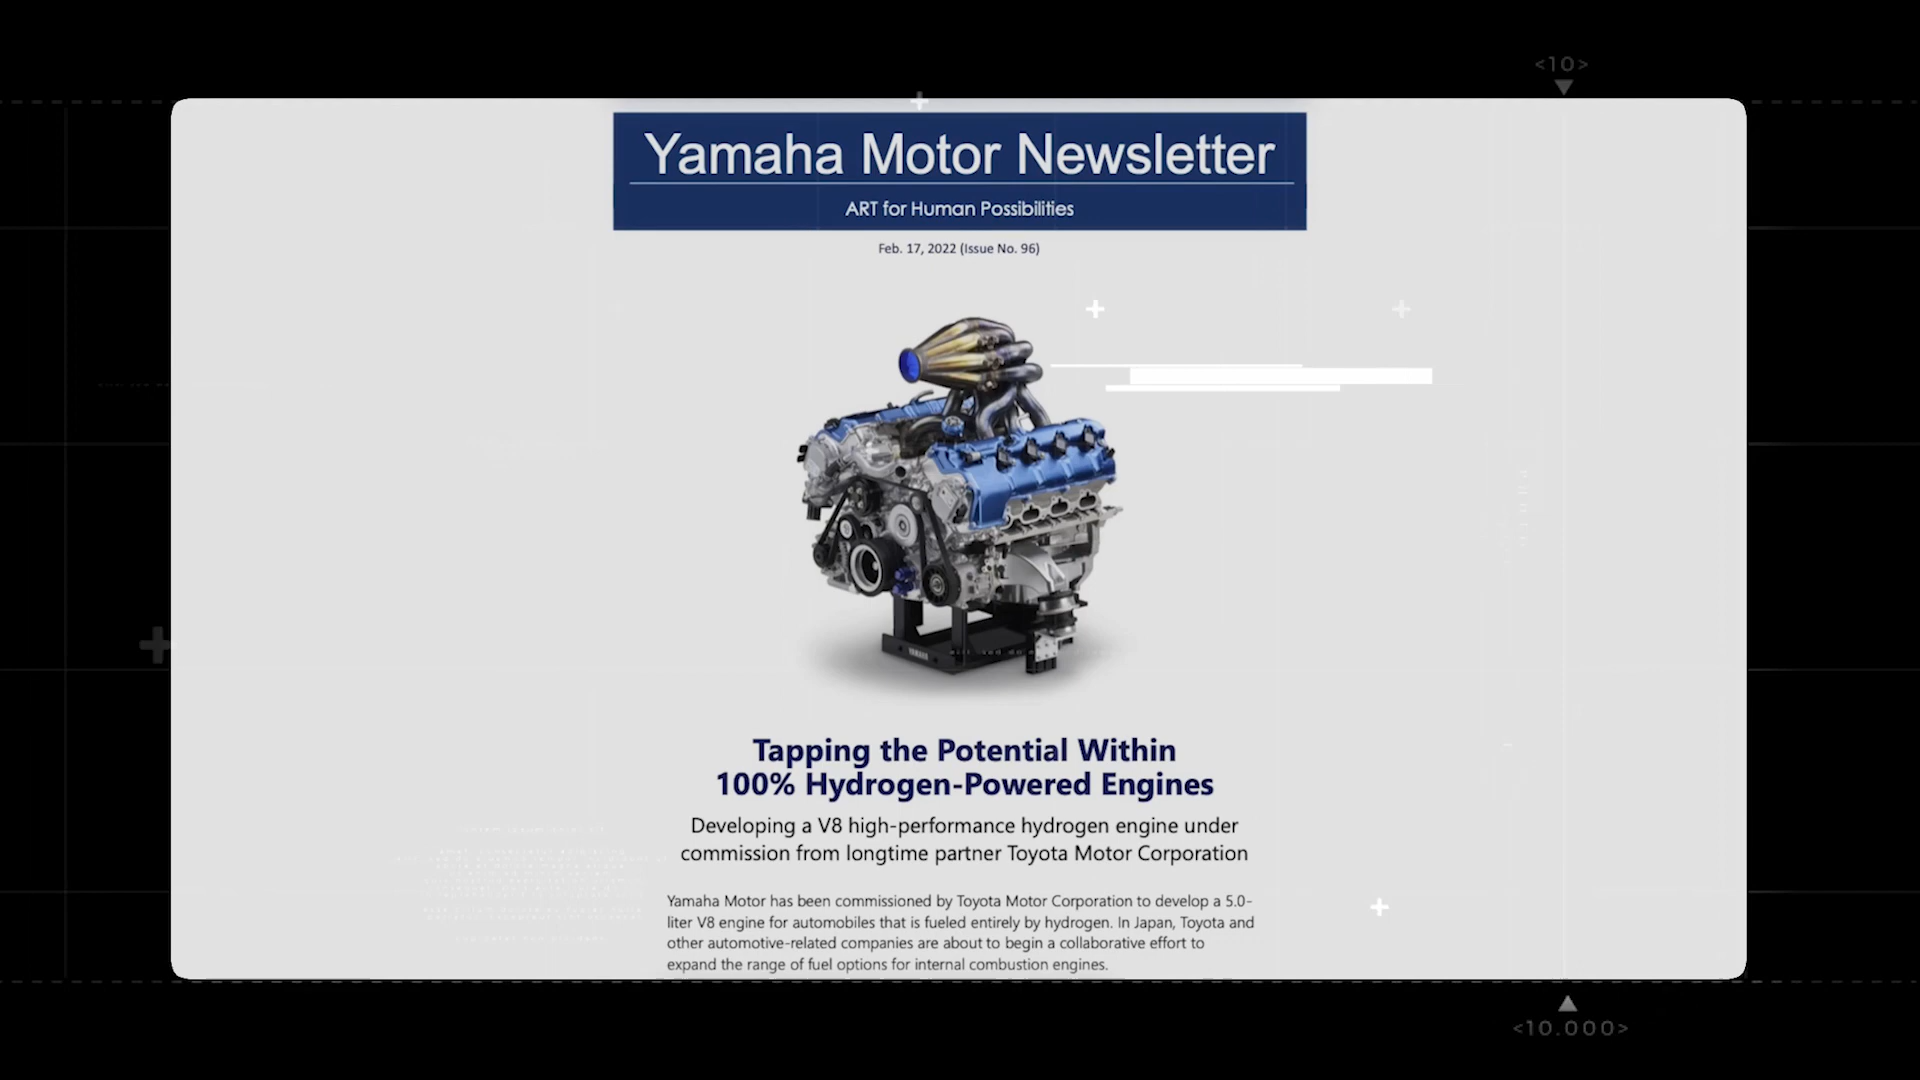 <10>
Yamaha Motor Newsletter
ART for Human Possibilities
Feb. 17, 2022 (Issue No. 96)
YAMAHA
Tapping the Potential Within
100% Hydrogen-Powered Engines
Developing a V8 high-performance hydrogen engine under
commission from longtime partner Toyota Motor Corporation
Yamaha Motor has been commissioned by Toyota Motor Corporation to develop a 5.0-
liter V8 engine for automobiles that is fueled entirely by hydrogen. In Japan, Toyota and
other automotive-related companies are about to begin a collaborative effort to
expand the range of fuel options for internal combustion engines.
<10.000>